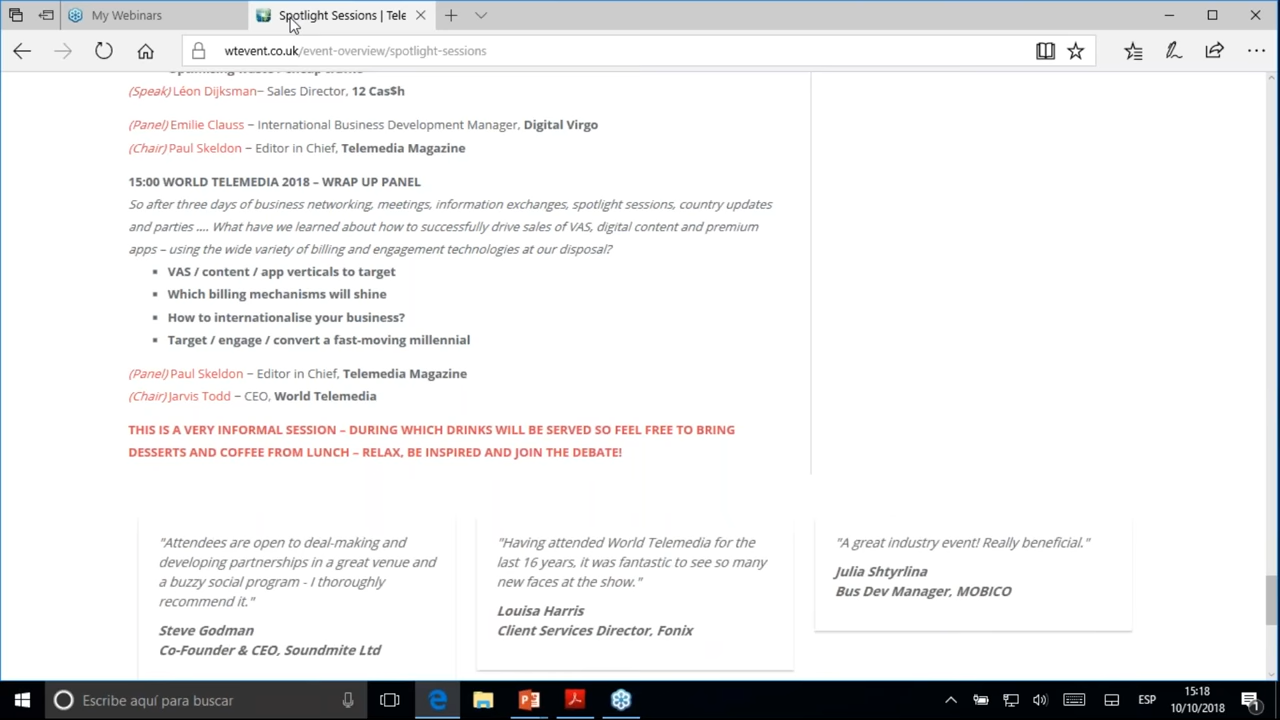 My Webinars
Spotlight Sessions | Tele
wtevent.co.uk/event-overview/spotlight-sessions
(Speak) Léon Dijksman– Sales Director, 12 Cas$h
(Panel) Emilie Clauss – International Business Development Manager, Digital Virgo
(Chair) Paul Skeldon – Editor in Chief, Telemedia Magazine
15:00 WORLD TELEMEDIA 2018 – WRAP UP PANEL
So after three days of business networking, meetings, information exchanges, spotlight sessions, country updates
and parties .... What have we learned about how to successfully drive sales of VAS, digital content and premium
apps – using the wide variety of billing and engagement technologies at our disposal?
▪ VAS / content / app verticals to target
▪ Which billing mechanisms will shine
▪ How to internationalise your business?
▪ Target / engage / convert a fast-moving millennial
(Panel) Paul Skeldon – Editor in Chief, Telemedia Magazine
(Chair) Jarvis Todd – CEO, World Telemedia
THIS IS A VERY INFORMAL SESSION – DURING WHICH DRINKS WILL BE SERVED SO FEEL FREE TO BRING
DESSERTS AND COFFEE FROM LUNCH – RELAX, BE INSPIRED AND JOIN THE DEBATE!
"Attendees are open to deal-making and
developing partnerships in a great venue and
a buzzy social program - I thoroughly
recommend it."
Steve Godman
Co-Founder & CEO, Soundmite Ltd
"Having attended World Telemedia for the
last 16 years, it was fantastic to see so many
new faces at the show."
Louisa Harris
Client Services Director, Fonix
"A great industry event! Really beneficial."
Julia Shtyrlina
Bus Dev Manager, MOBICO
Escribe aquí para buscar
ESP
15:18
10/10/2018
1